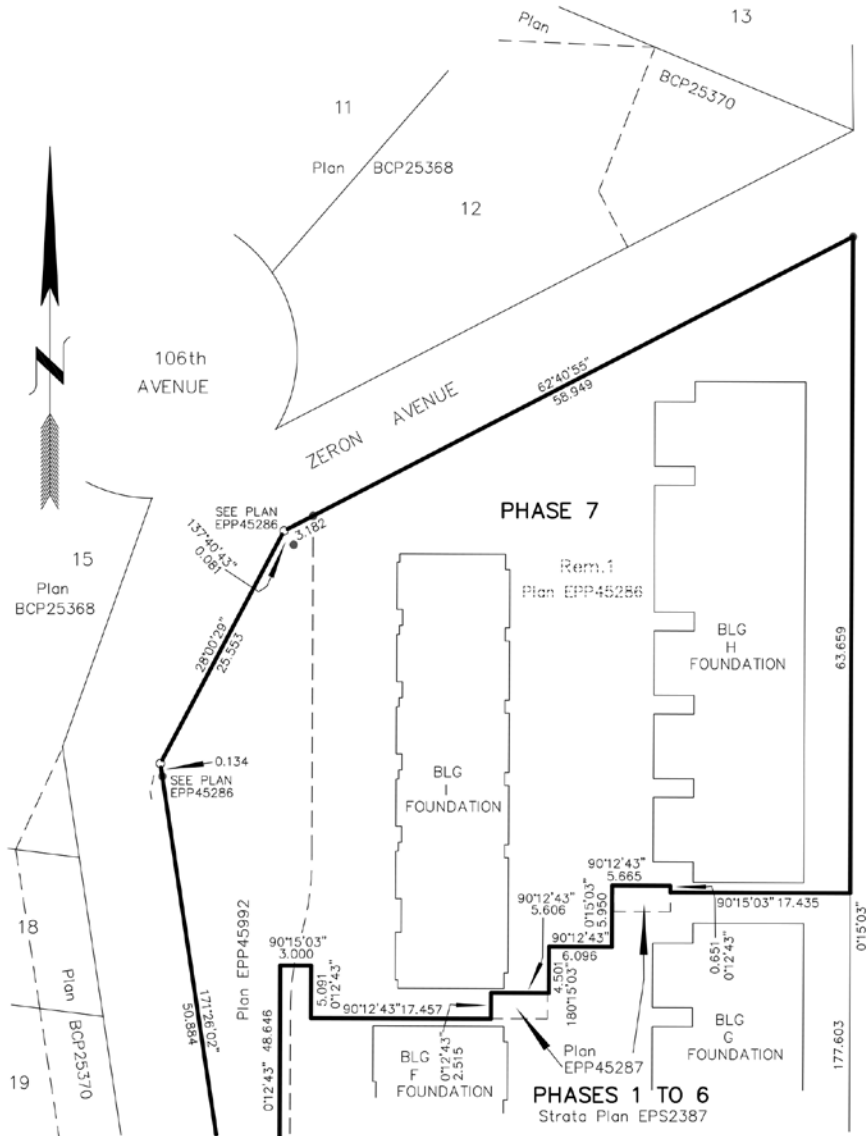 13
Plan
BCP25370
11
Plan BCP25368
12
N
106th
AVENUE
ZERON AVENUE
62°40'55"
58.949
SEE PLAN
EPP45286
3.182
137°40'43"
0.081
PHASE 7
15
Plan
BCP25368
Rem.1
Plan EPP45286
28°00'29"
25.553
BLG
H
FOUNDATION
63.659
0.134
SEE PLAN
EPP45286
BLG
I
FOUNDATION
90°12'43"
5.665
90°12'43"
5.606
0°15'03"
5.950
90°15'03" 17.435
0°15'03"
18
Plan
BCP25370
Plan EPP45992
90°15'03"
3.000
90°12'43"
6.096
0.651
0°12'43"
171°26'02"
50.884
5.091
0°12'43"
4.501
180°15'03"
90°12'43" 17.457
0°12'43" 48.646
0°12'43"
2.515
Plan
EPP45287
BLG
G
FOUNDATION
177.603
19
BLG
F
FOUNDATION
PHASES 1 TO 6
Strata Plan EPS2387